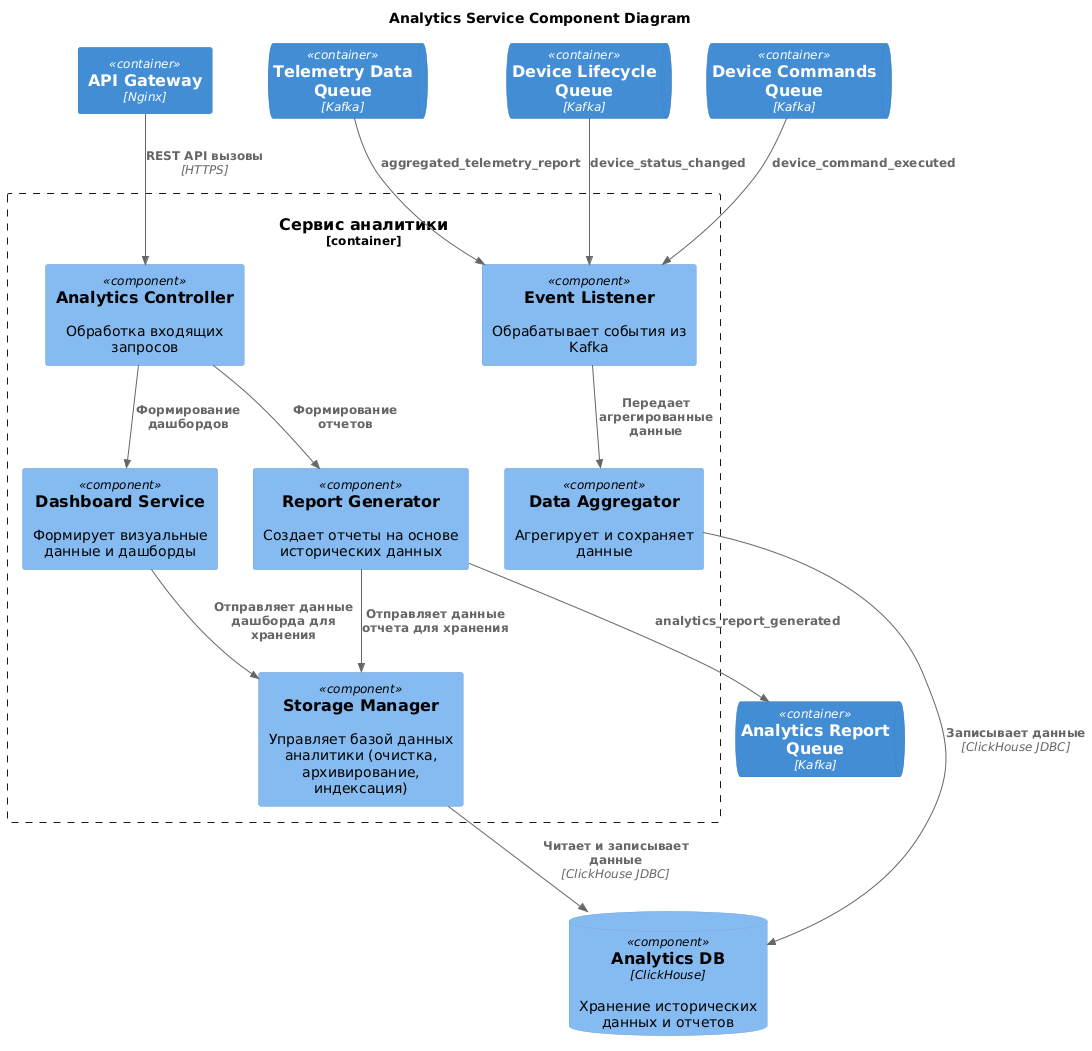 Analytics Service Component Diagram
«container»
API Gateway
[Nginx]
«container»
Telemetry Data
Queue
[Kafka]
«container»
Device Lifecycle
Queue
[Kafka]
«container»
Device Commands
Queue
[Kafka]
REST API вызовы
[HTTPS]
aggregated_telemetry_report
device_status_changed
device_command_executed
Сервис аналитики
[container]
«component»
Analytics Controller
Обработка входящих
запросов
«component»
Event Listener
Обрабатывает события из
Kafka
Формирование
дашбордов
Формирование
отчетов
Передает
агрегированные
данные
«component»
Dashboard Service
Формирует визуальные
данные и дашборды
«component»
Report Generator
Создает отчеты на основе
исторических данных
«component»
Data Aggregator
Агрегирует и сохраняет
данные
Отправляет данные
дашборда для
хранения
Отправляет данные
отчета для хранения
analytics_report_generated
«component»
Storage Manager
Управляет базой данных
аналитики (очистка,
архивирование,
индексация)
«container»
Analytics Report
Queue
[Kafka]
Записывает данные
[ClickHouse JDBC]
Читает и записывает
данные
[ClickHouse JDBC]
«component»
Analytics DB
[ClickHouse]
Хранение исторических
данных и отчетов